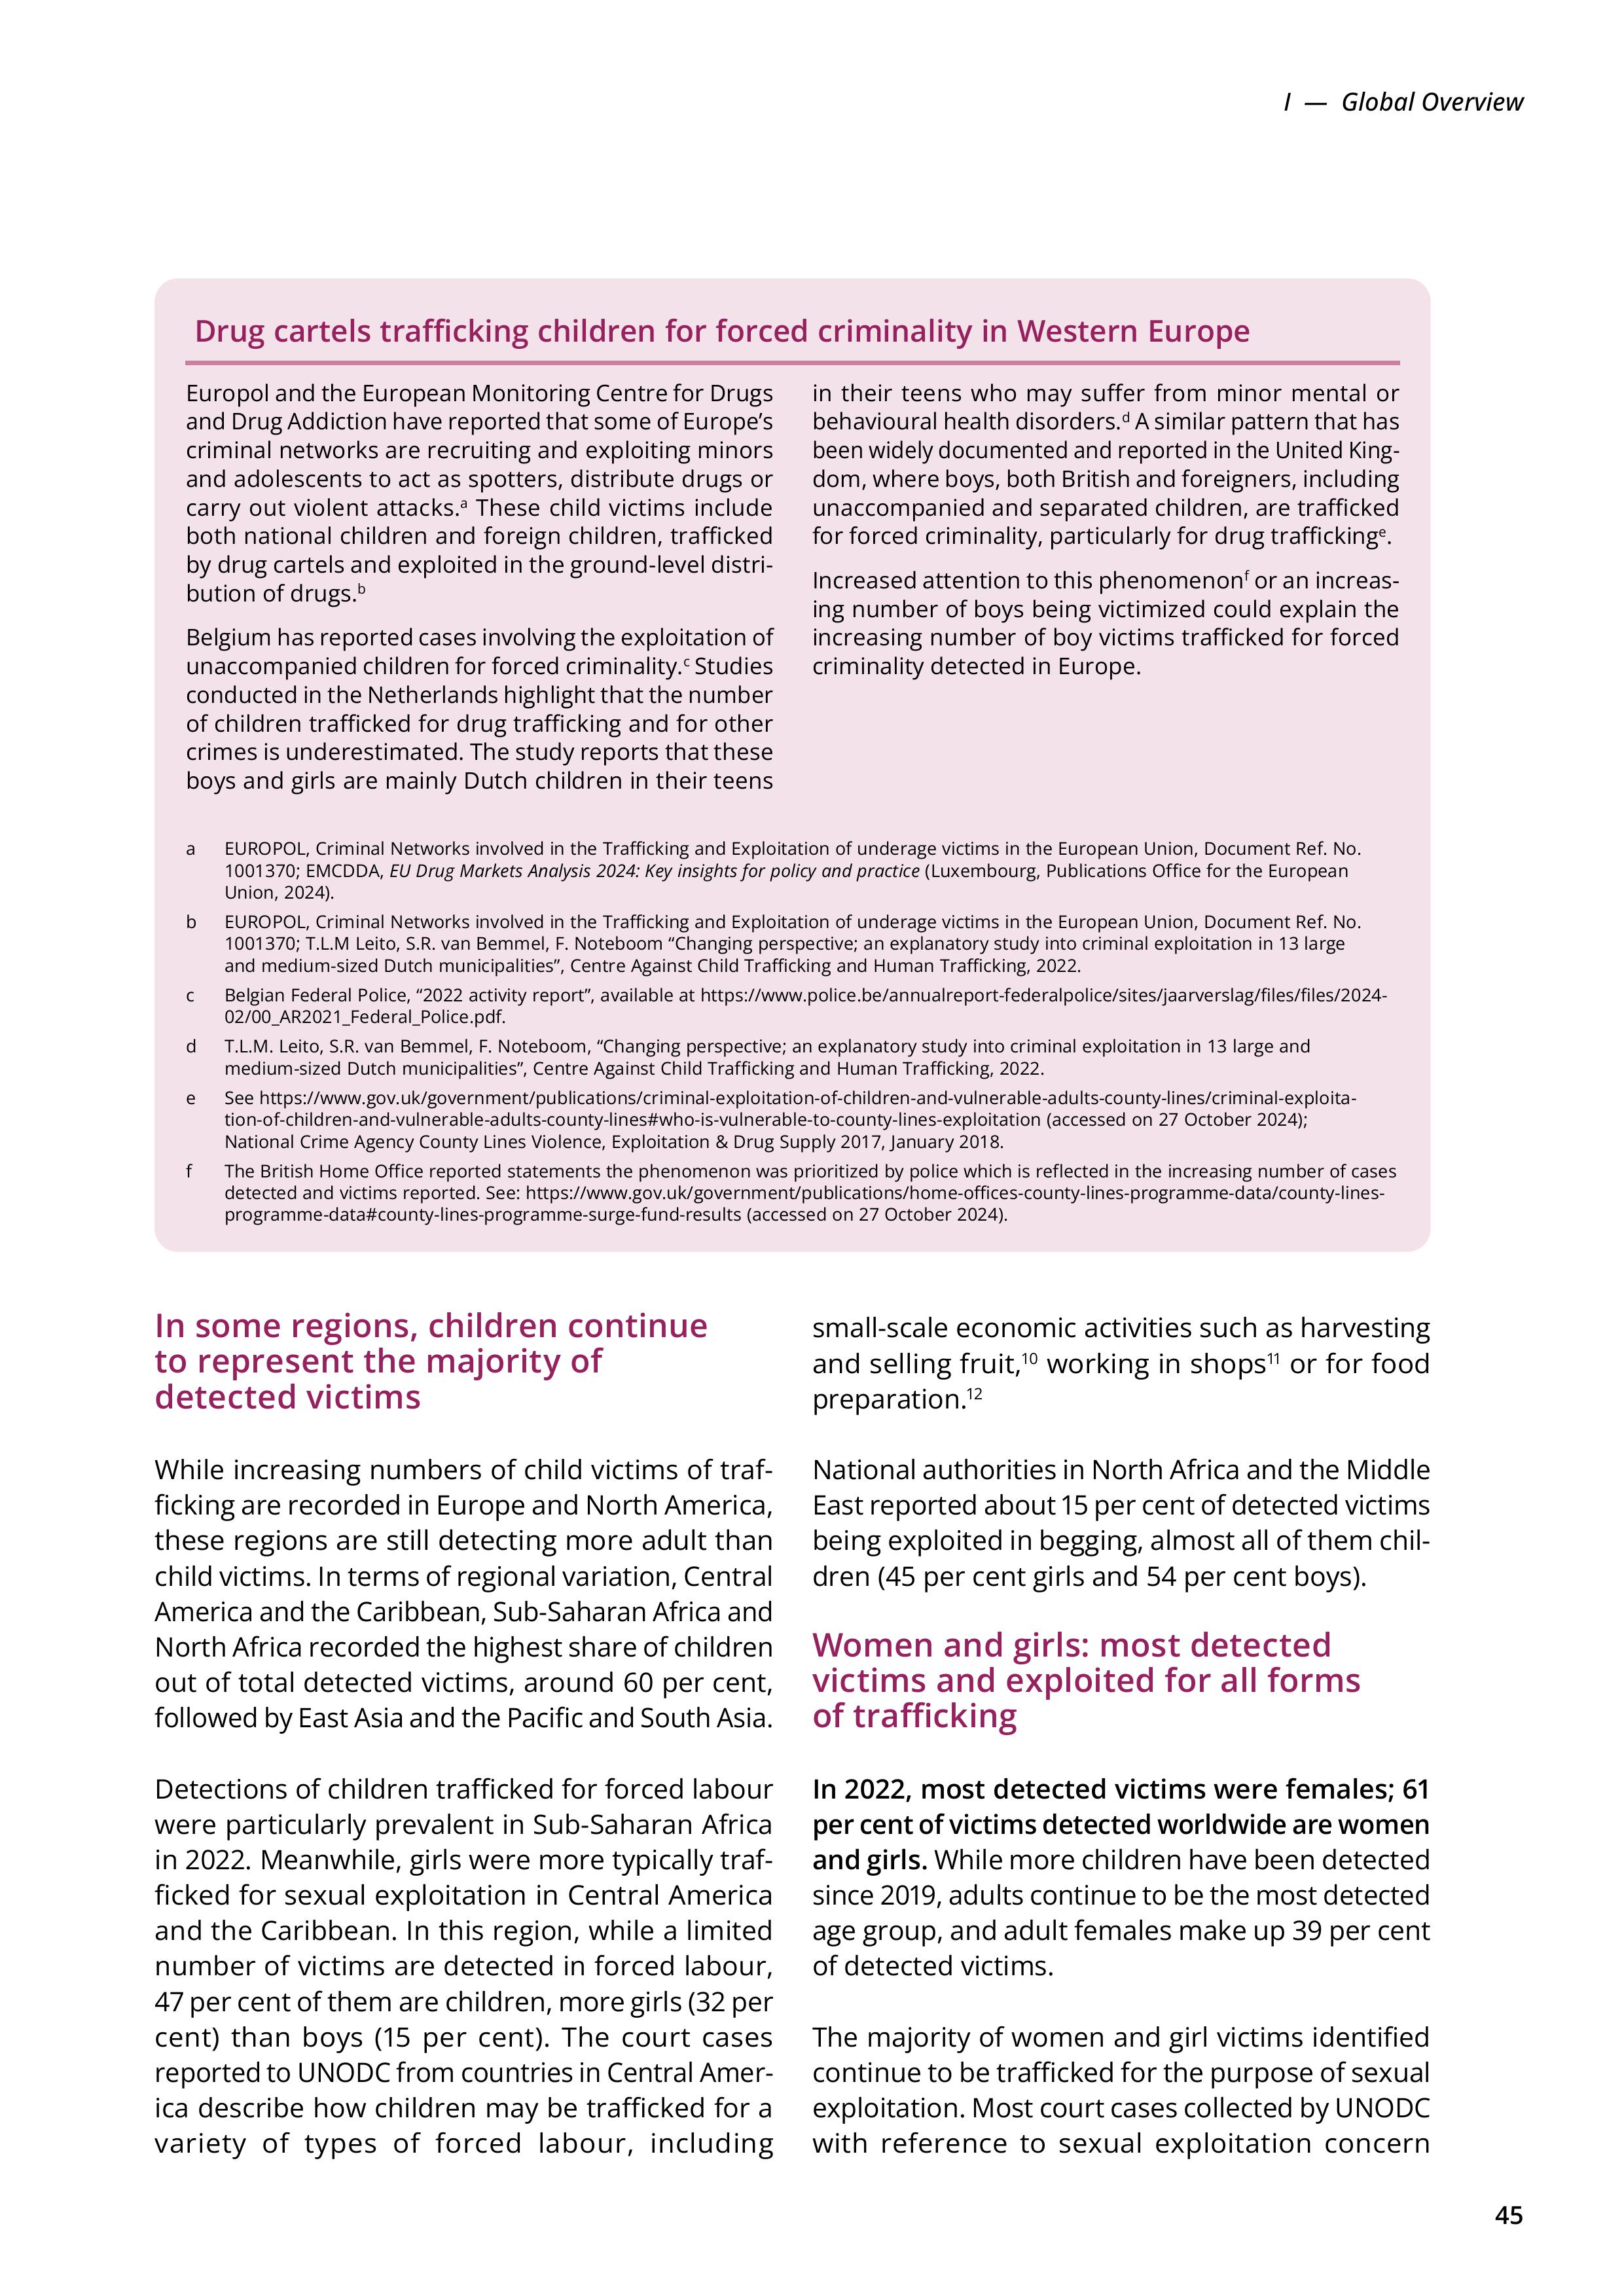 I — Global Overview
Drug cartels trafficking children for forced criminality in Western Europe
Europol and the European Monitoring Centre for Drugs
and Drug Addiction have reported that some of Europe’s
criminal networks are recruiting and exploiting minors
and adolescents to act as spotters, distribute drugs or
carry out violent attacks.a These child victims include
both national children and foreign children, trafficked
by drug cartels and exploited in the ground-level distri-
bution of drugs.b
Belgium has reported cases involving the exploitation of
unaccompanied children for forced criminality.c Studies
conducted in the Netherlands highlight that the number
of children trafficked for drug trafficking and for other
crimes is underestimated. The study reports that these
boys and girls are mainly Dutch children in their teens
in their teens who may suffer from minor mental or
behavioural health disorders.d A similar pattern that has
been widely documented and reported in the United King-
dom, where boys, both British and foreigners, including
unaccompanied and separated children, are trafficked
for forced criminality, particularly for drug traffickinge.
Increased attention to this phenomenonf or an increas-
ing number of boys being victimized could explain the
increasing number of boy victims trafficked for forced
criminality detected in Europe.
a EUROPOL, Criminal Networks involved in the Trafficking and Exploitation of underage victims in the European Union, Document Ref. No.
1001370; EMCDDA, EU Drug Markets Analysis 2024: Key insights for policy and practice (Luxembourg, Publications Office for the European
Union, 2024).
b EUROPOL, Criminal Networks involved in the Trafficking and Exploitation of underage victims in the European Union, Document Ref. No.
1001370; T.L.M Leito, S.R. van Bemmel, F. Noteboom “Changing perspective; an explanatory study into criminal exploitation in 13 large
and medium-sized Dutch municipalities”, Centre Against Child Trafficking and Human Trafficking, 2022.
c Belgian Federal Police, “2022 activity report”, available at https://www.police.be/annualreport-federalpolice/sites/jaarverslag/files/files/2024-
02/00_AR2021_Federal_Police.pdf.
d T.L.M. Leito, S.R. van Bemmel, F. Noteboom, “Changing perspective; an explanatory study into criminal exploitation in 13 large and
medium-sized Dutch municipalities”, Centre Against Child Trafficking and Human Trafficking, 2022.
e See https://www.gov.uk/government/publications/criminal-exploitation-of-children-and-vulnerable-adults-county-lines/criminal-exploita-
tion-of-children-and-vulnerable-adults-county-lines#who-is-vulnerable-to-county-lines-exploitation (accessed on 27 October 2024);
National Crime Agency County Lines Violence, Exploitation & Drug Supply 2017, January 2018.
f The British Home Office reported statements the phenomenon was prioritized by police which is reflected in the increasing number of cases
detected and victims reported. See: https://www.gov.uk/government/publications/home-offices-county-lines-programme-data/county-lines-
programme-data#county-lines-programme-surge-fund-results (accessed on 27 October 2024).
In some regions, children continue
to represent the majority of
detected victims
While increasing numbers of child victims of traf-
ficking are recorded in Europe and North America,
these regions are still detecting more adult than
child victims. In terms of regional variation, Central
America and the Caribbean, Sub-Saharan Africa and
North Africa recorded the highest share of children
out of total detected victims, around 60 per cent,
followed by East Asia and the Pacific and South Asia.
Detections of children trafficked for forced labour
were particularly prevalent in Sub-Saharan Africa
in 2022. Meanwhile, girls were more typically traf-
ficked for sexual exploitation in Central America
and the Caribbean. In this region, while a limited
number of victims are detected in forced labour,
47 per cent of them are children, more girls (32 per
cent) than boys (15 per cent). The court cases
reported to UNODC from countries in Central Amer-
ica describe how children may be trafficked for a
variety of types of forced labour, including
small-scale economic activities such as harvesting
and selling fruit,10 working in shops11 or for food
preparation.12
National authorities in North Africa and the Middle
East reported about 15 per cent of detected victims
being exploited in begging, almost all of them chil-
dren (45 per cent girls and 54 per cent boys).
Women and girls: most detected
victims and exploited for all forms
of trafficking
In 2022, most detected victims were females; 61
per cent of victims detected worldwide are women
and girls. While more children have been detected
since 2019, adults continue to be the most detected
age group, and adult females make up 39 per cent
of detected victims.
The majority of women and girl victims identified
continue to be trafficked for the purpose of sexual
exploitation. Most court cases collected by UNODC
with reference to sexual exploitation concern
45